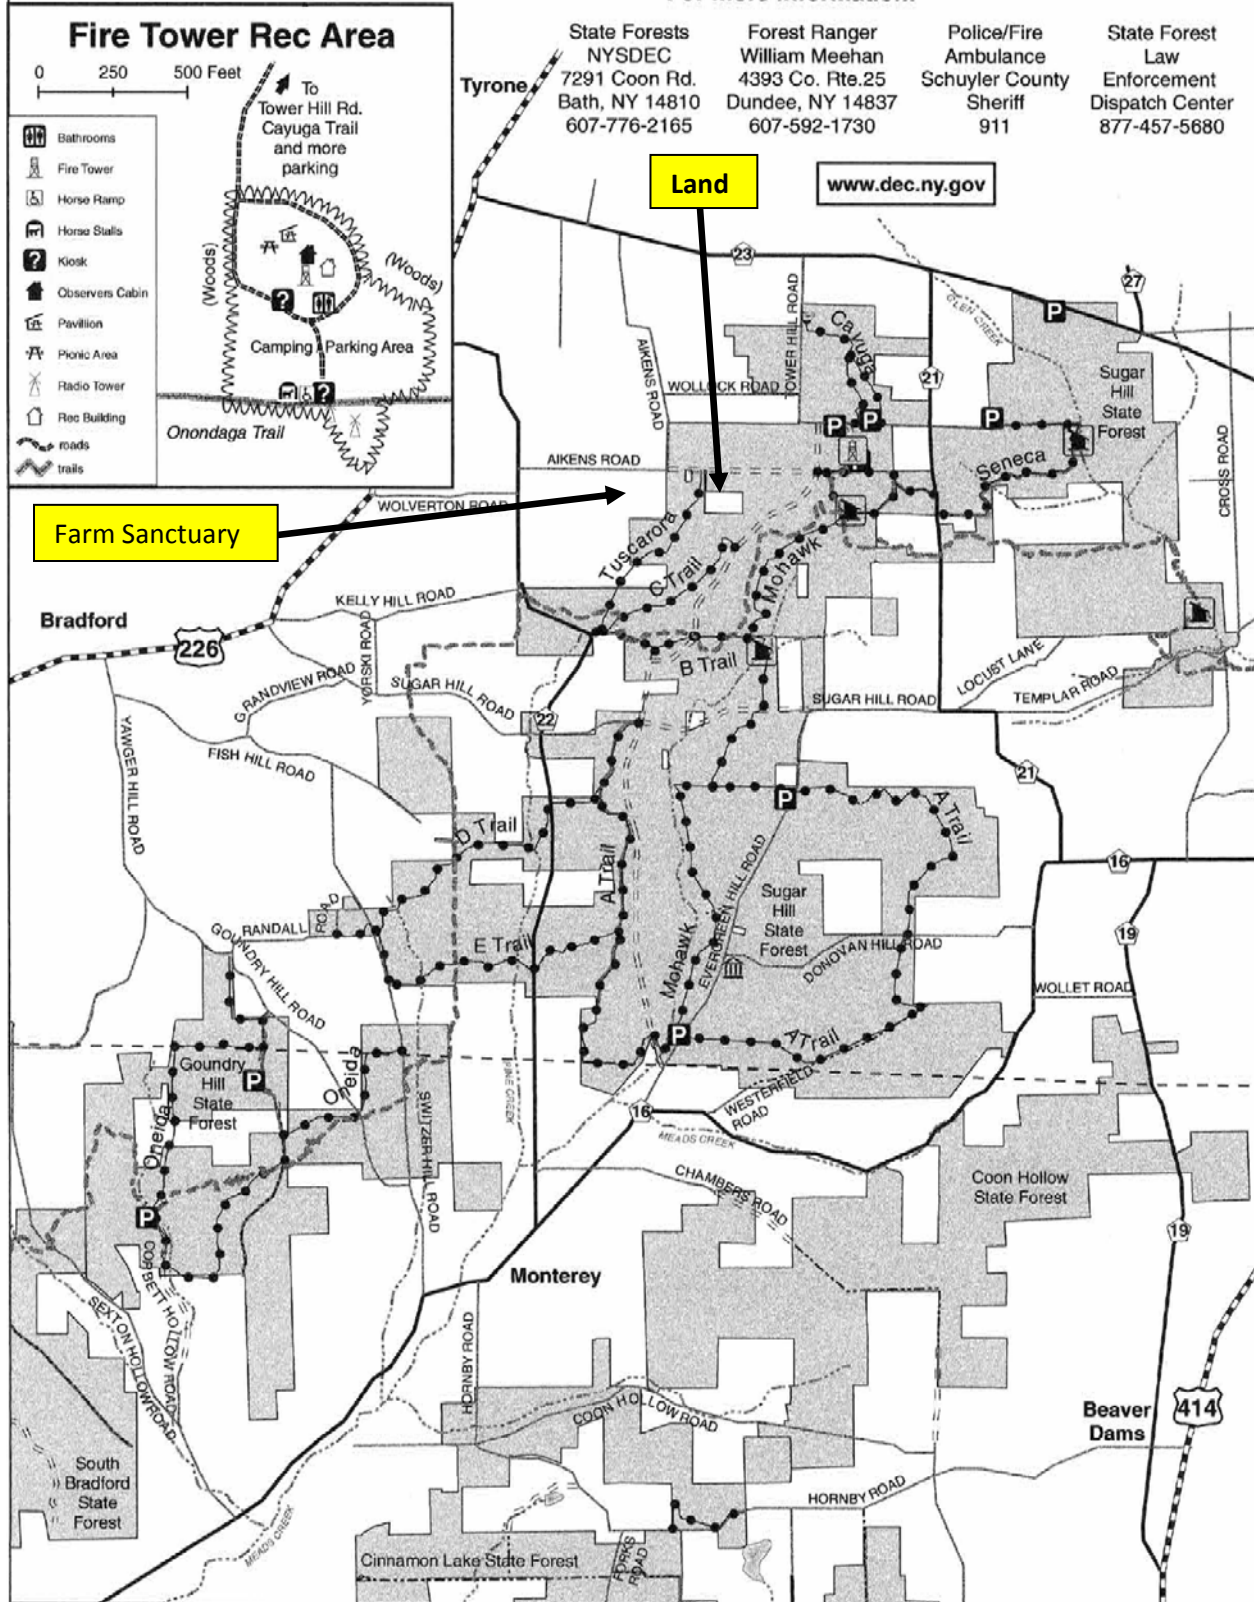 Fire Tower Rec Area
0 250 500 Feet
To
Tower Hill Rd.
Cayuga Trail
and more
parking
Bathrooms
Fire Tower
Horse Ramp
Horse Stalls
Kiosk
Observers Cabin
Pavillion
Picnic Area
Radio Tower
Rec Building
roads
trails
(Woods)
(Woods)
?
Camping
Parking Area
?
Onondaga Trail
State Forests
NYSDEC
7291 Coon Rd.
Bath, NY 14810
607-776-2165
Forest Ranger
William Meehan
4393 Co. Rte.25
Dundee, NY 14837
607-592-1730
Police/Fire
Ambulance
Schuyler County
Sheriff
911
State Forest
Law
Enforcement
Dispatch Center
877-457-5680
www.dec.ny.gov
Tyrone
Land
23
27
P
GLEN CREEK
TOWER HILL ROAD
Cayuga
AIKENS ROAD
WOLLOCK ROAD
21
Sugar
Hill
State
Forest
P
P
P
CROSS ROAD
AIKENS ROAD
Seneca
WOLVERTON ROAD
Farm Sanctuary
Tuscarora
C Trail
Mohawk
KELLY HILL ROAD
Bradford
226
YORSKI ROAD
B Trail
GRANDVIEW ROAD
SUGAR HILL ROAD
SUGAR HILL ROAD
LOCUST LANE
TEMPLAR ROAD
22
FISH HILL ROAD
YAWGER HILL ROAD
21
P
A Trail
D Trail
A Trail
16
EVERGREEN HILL ROAD
Sugar
Hill
State
Forest
RANDALL
ROAD
GOUNDRY HILL ROAD
E Trail
Mohawk
DONOVAN HILL ROAD
19
WOLLET ROAD
P
A Trail
Goundry
Hill
State
Forest
P
Oneida
Oneida
PINE CREEK
SWITZER HILL ROAD
WESTERFIELD
ROAD
16
MEADS CREEK
CHAMBERS ROAD
Coon Hollow
State Forest
P
19
CORBETT HOLLOW ROAD
SEXTON HOLLOW ROAD
Monterey
HORNBY ROAD
COON HOLLOW ROAD
Beaver
Dams
414
South
Bradford
State
Forest
HORNBY ROAD
MEADS CREEK
Cinnamon Lake State Forest
FORKS
ROAD